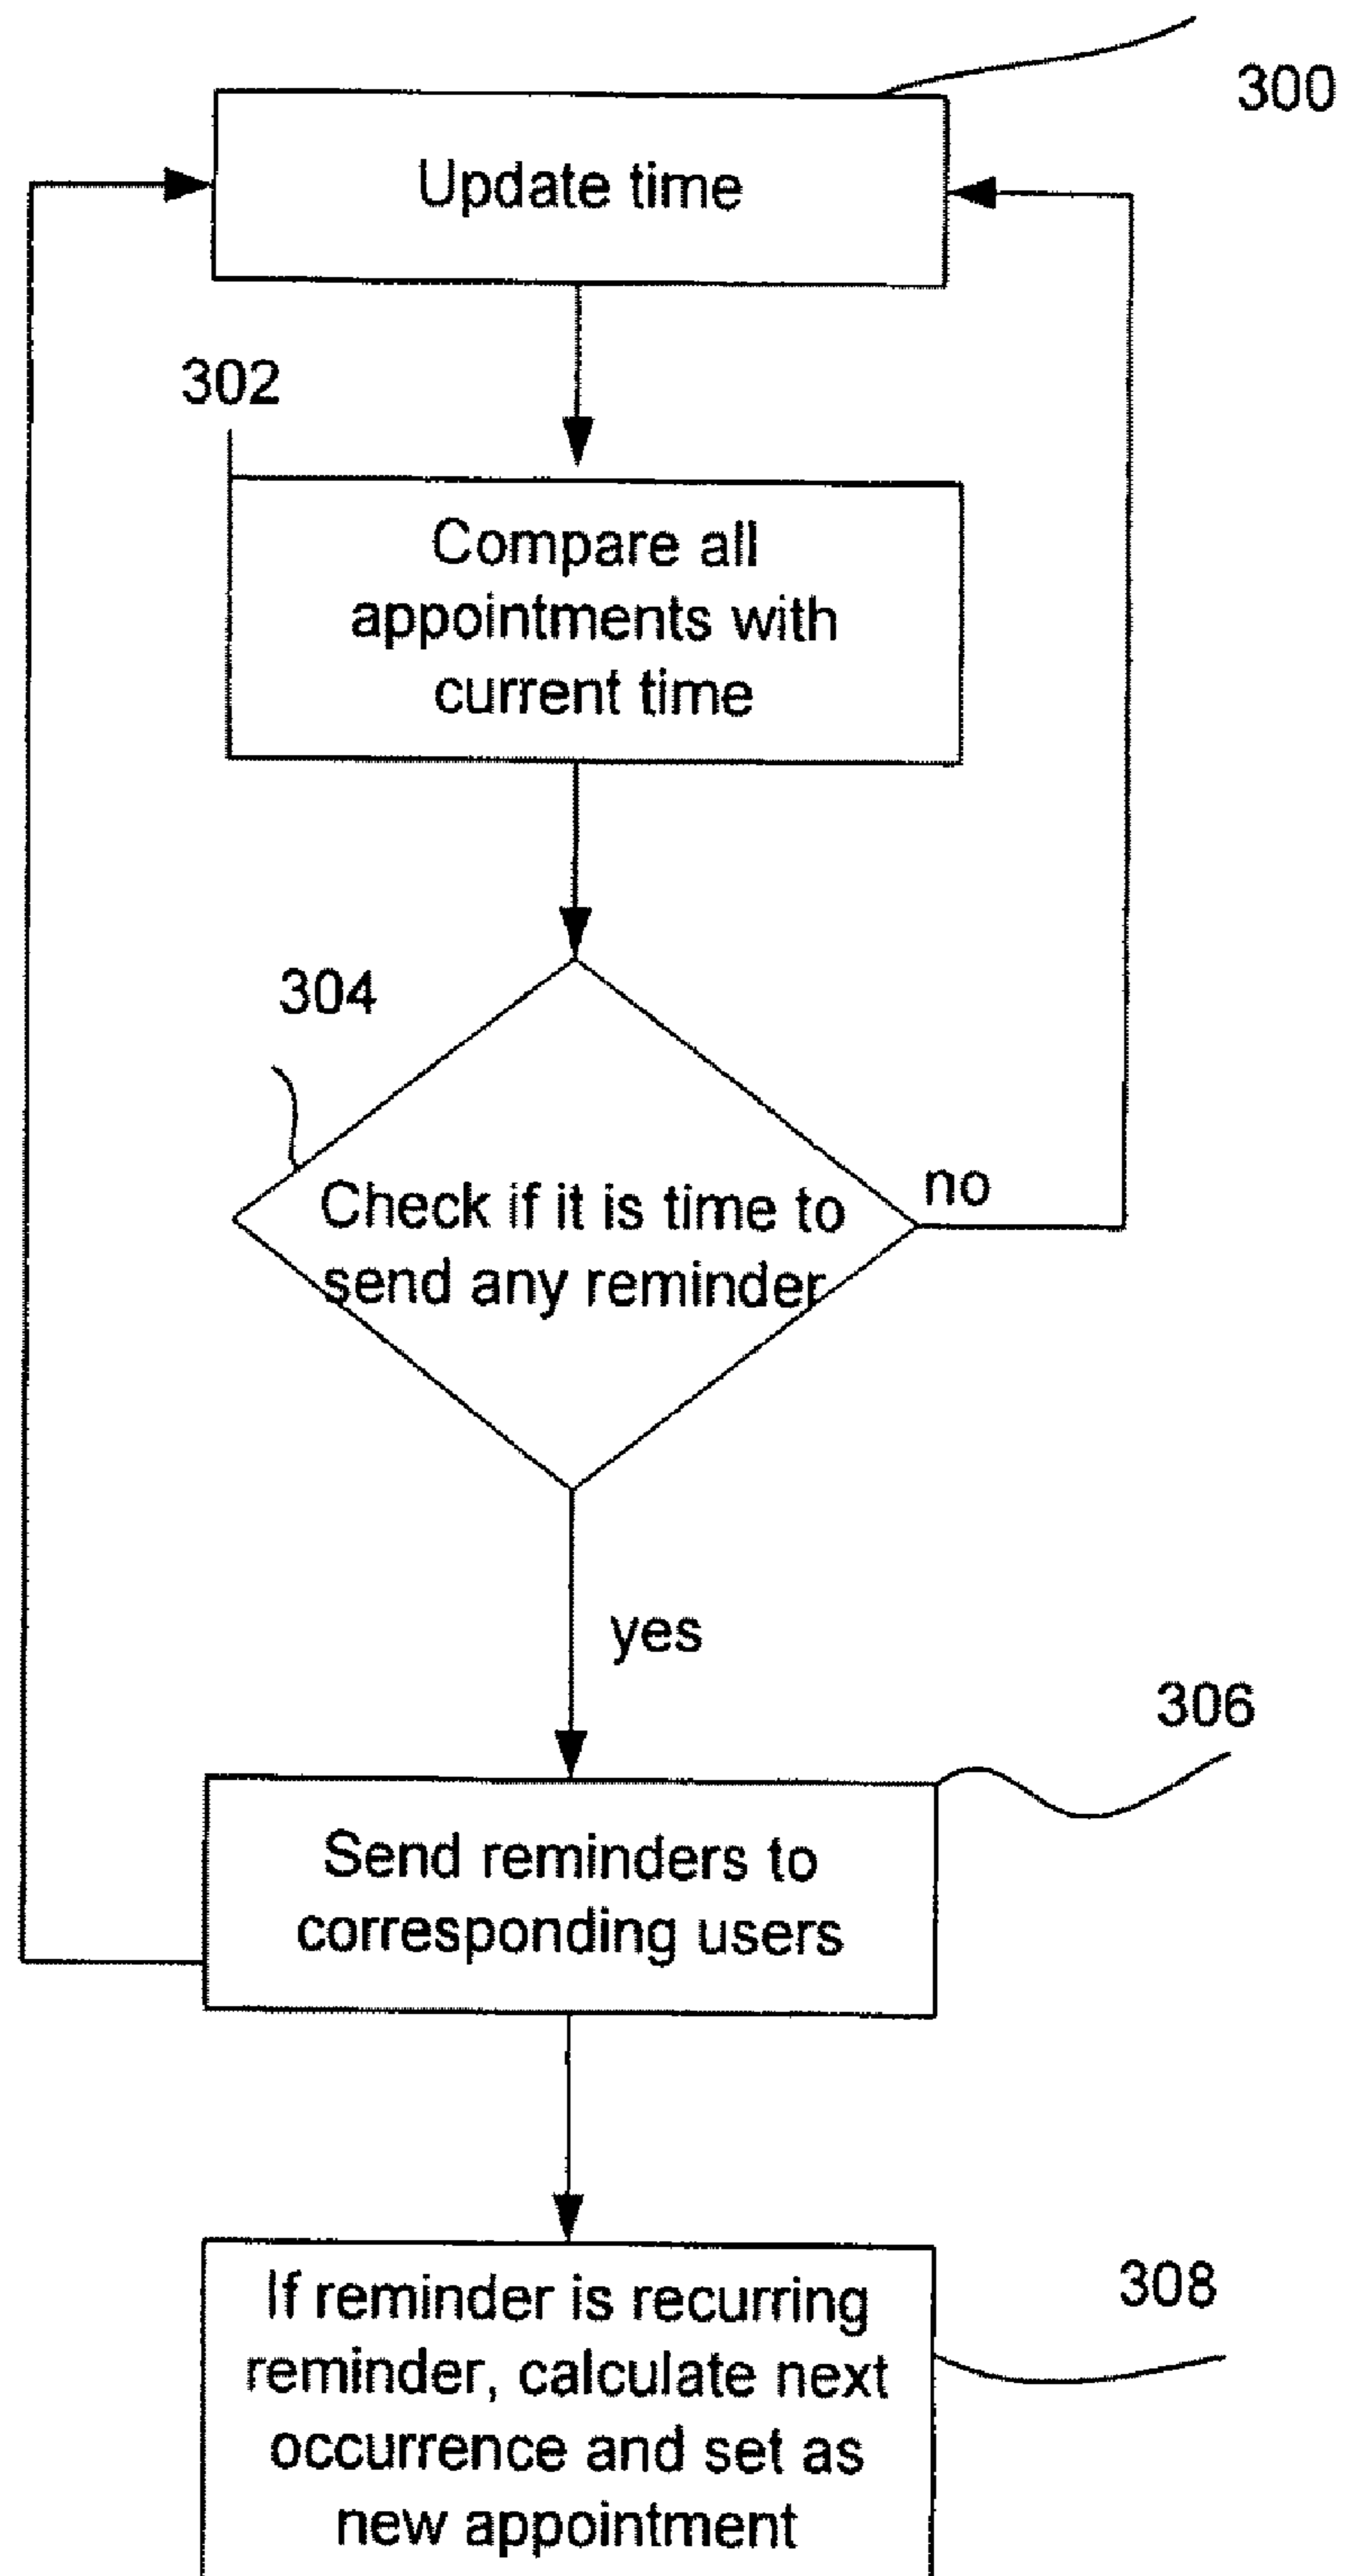 300
Update time
302
Compare all
appointments with
current time
304
Check if it is time to
send any reminder
no
yes
306
Send reminders to
corresponding users
308
If reminder is recurring
reminder, calculate next
occurrence and set as
new appointment